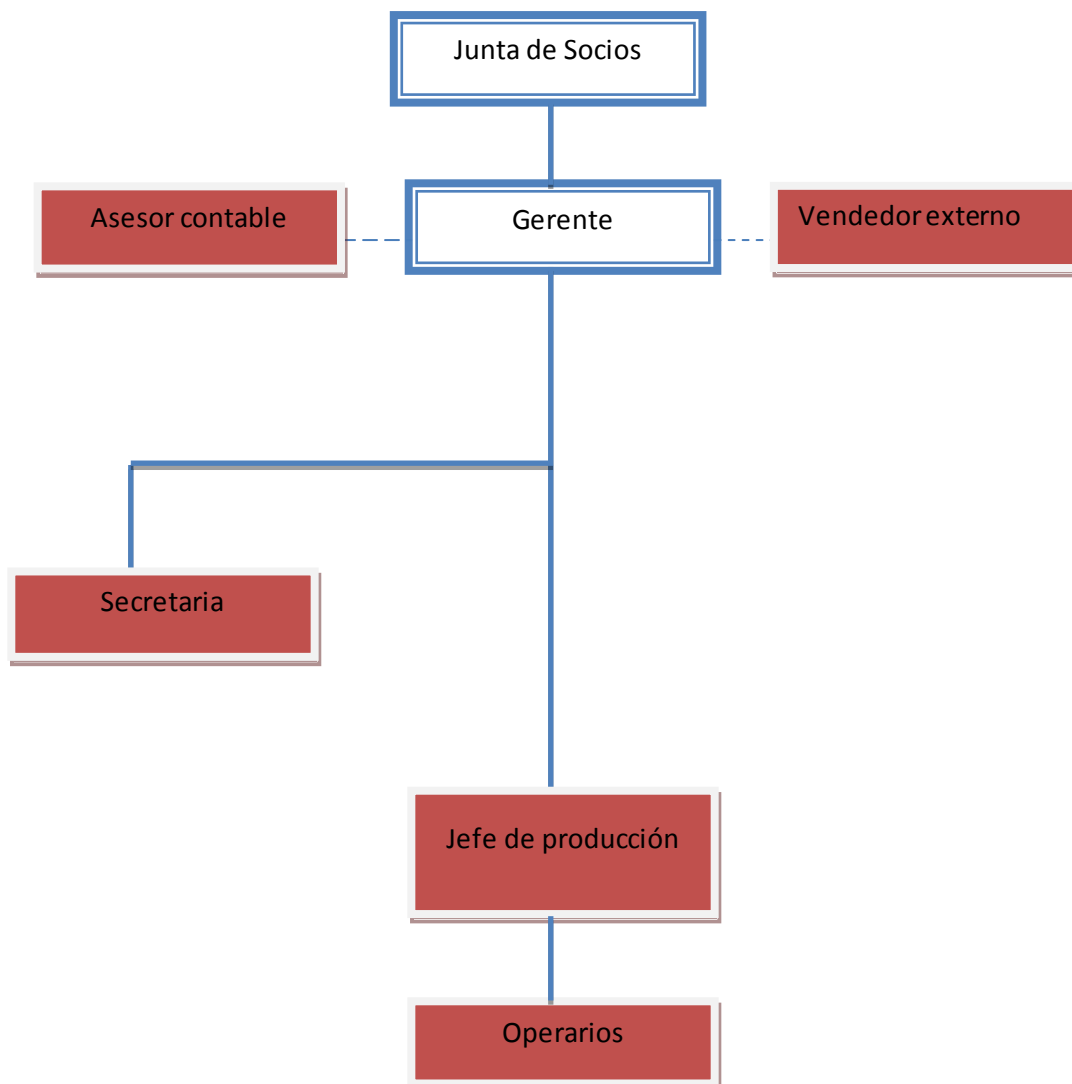 Junta de Socios
Asesor contable
Gerente
Vendedor externo
Secretaria
Jefe de producción
Operarios